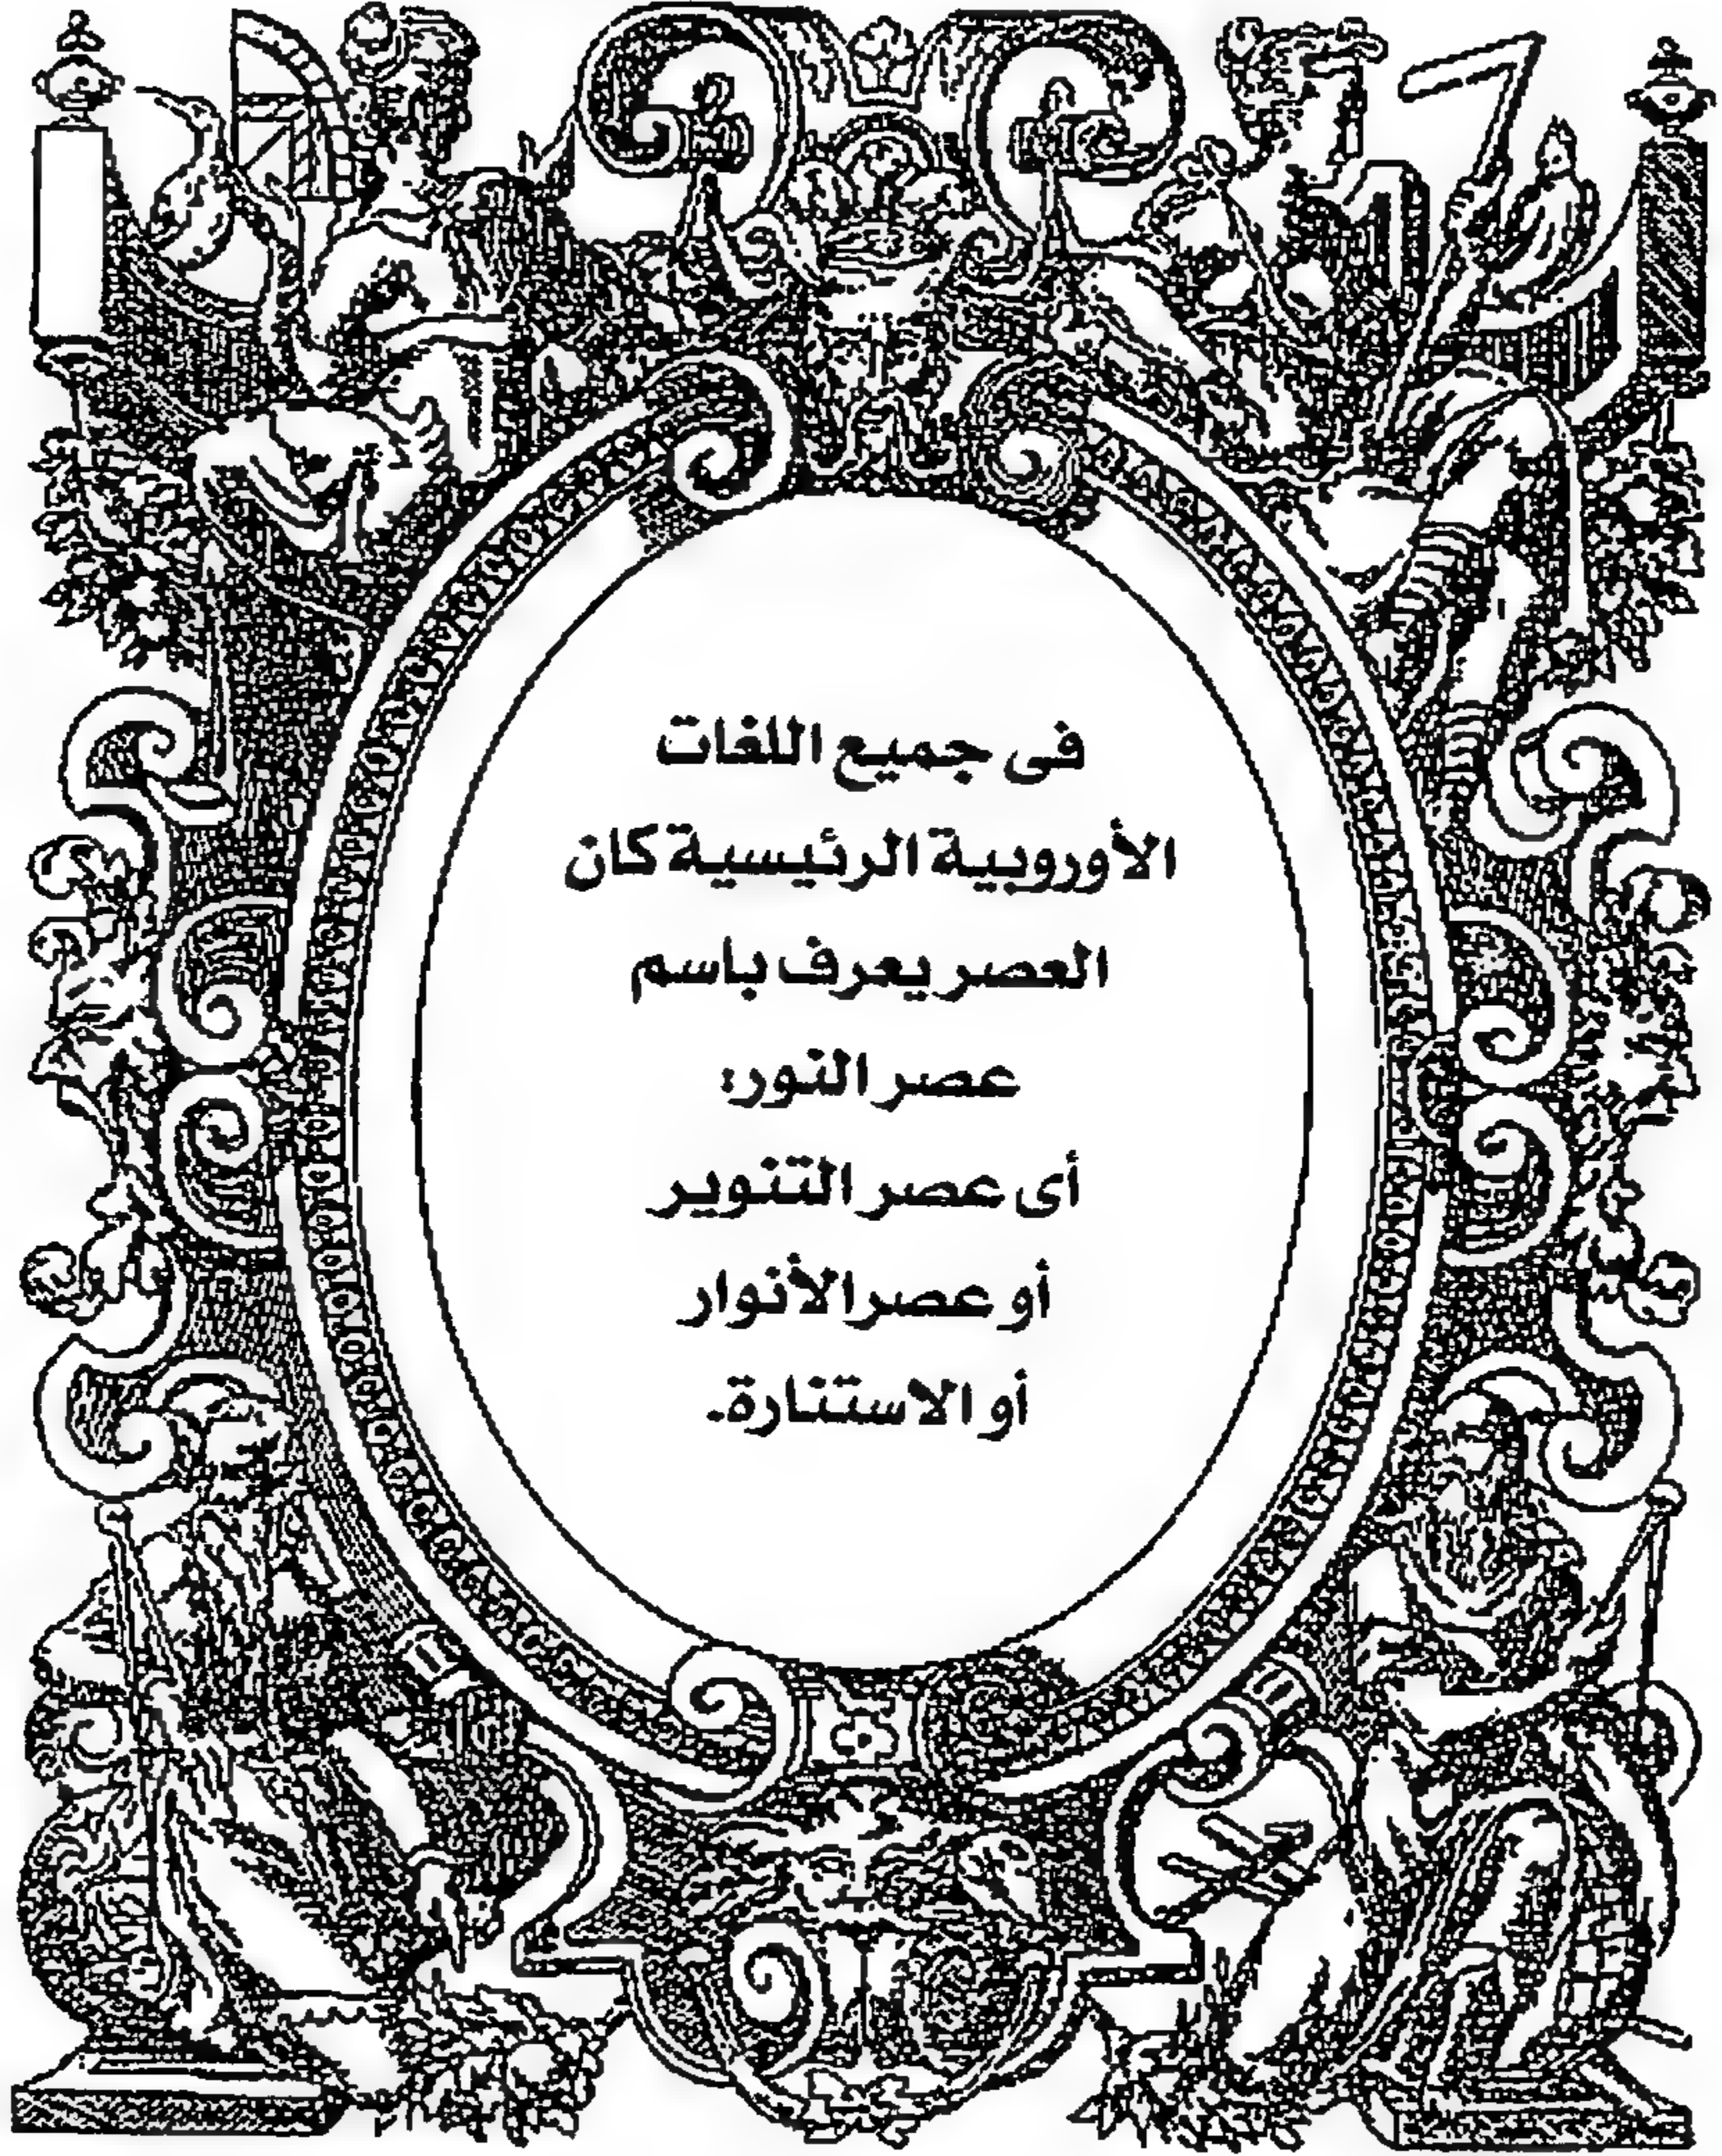 فى جميع اللغات
الأوروبية الرئيسية كان
العصر يعرف باسم
عصر النور:
أى عصر التنوير
أو عصر الأنوار
أو الاستنارة.